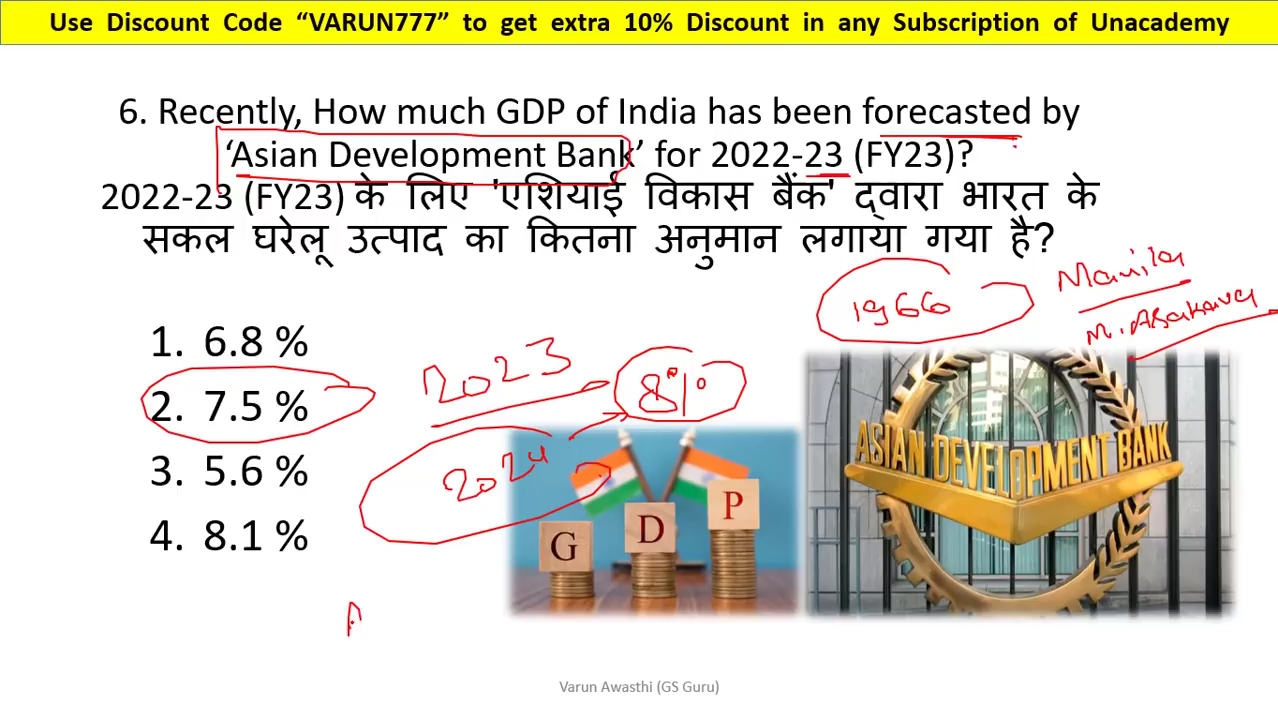 Use Discount Code “VARUN777” to get extra 10% Discount in any Subscription of Unacademy
6. Recently, How much GDP of India has been forecasted by
‘Asian Development Bank’ for 2022-23 (FY23)?
2022-23 (FY23) के लिए 'एशियाई विकास बैंक' द्वारा भारत के
सकल घरेलू उत्पाद का कितना अनुमान लगाया गया है?
1966
Manila
M. Asakawa
1. 6.8 %
2. 7.5 %
3. 5.6 %
4. 8.1 %
2023
8%
2024
G D P
ASIAN DEVELOPMENT BANK
A
Varun Awasthi (GS Guru)